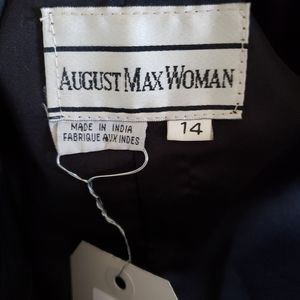 AUGUST MAX WOMAN
MADE IN INDIA
FABRIQUE AUX INDES
14